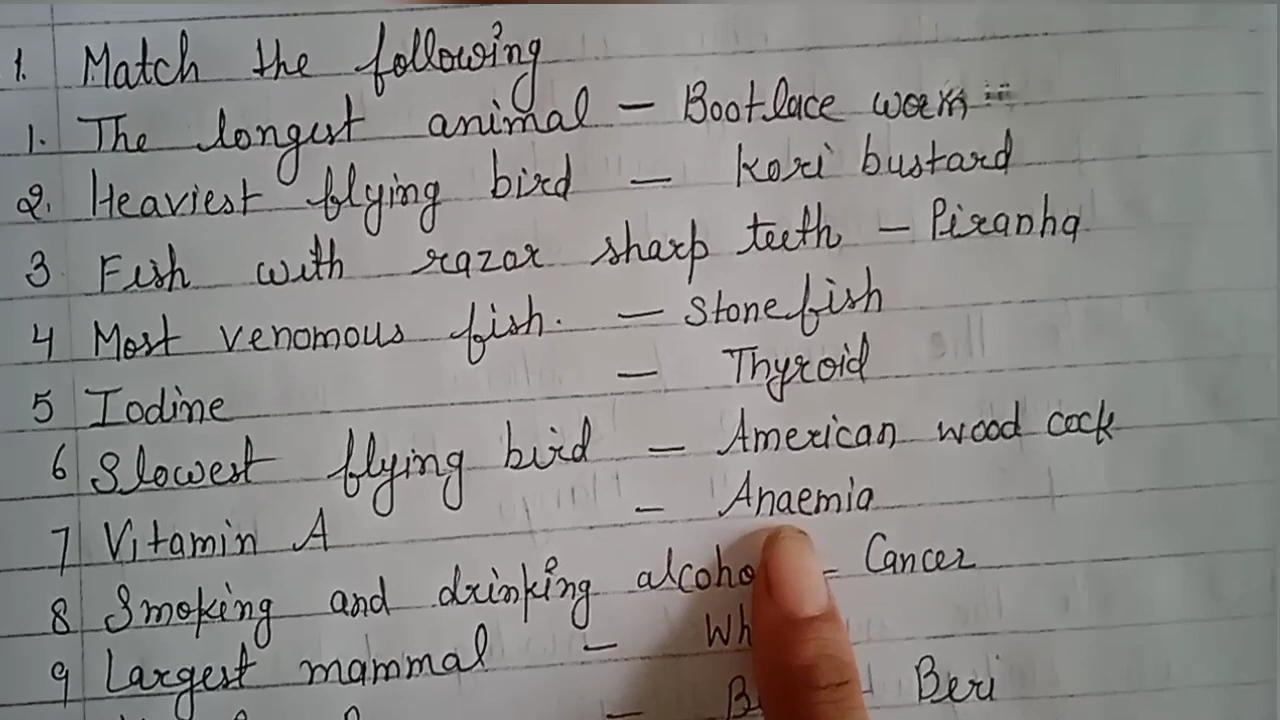 1. Match the following
1. The longest animal – Bootlace worm
2. Heaviest flying bird – Kori bustard
3 Fish with razor sharp teeth – Piranha
4 Most venomous fish. – Stonefish
5 Iodine – Thyroid
6 Slowest flying bird – American wood cock
7 Vitamin A – Anaemia
8 Smoking and drinking – Cancer
9 Largest mammal –
– Beri